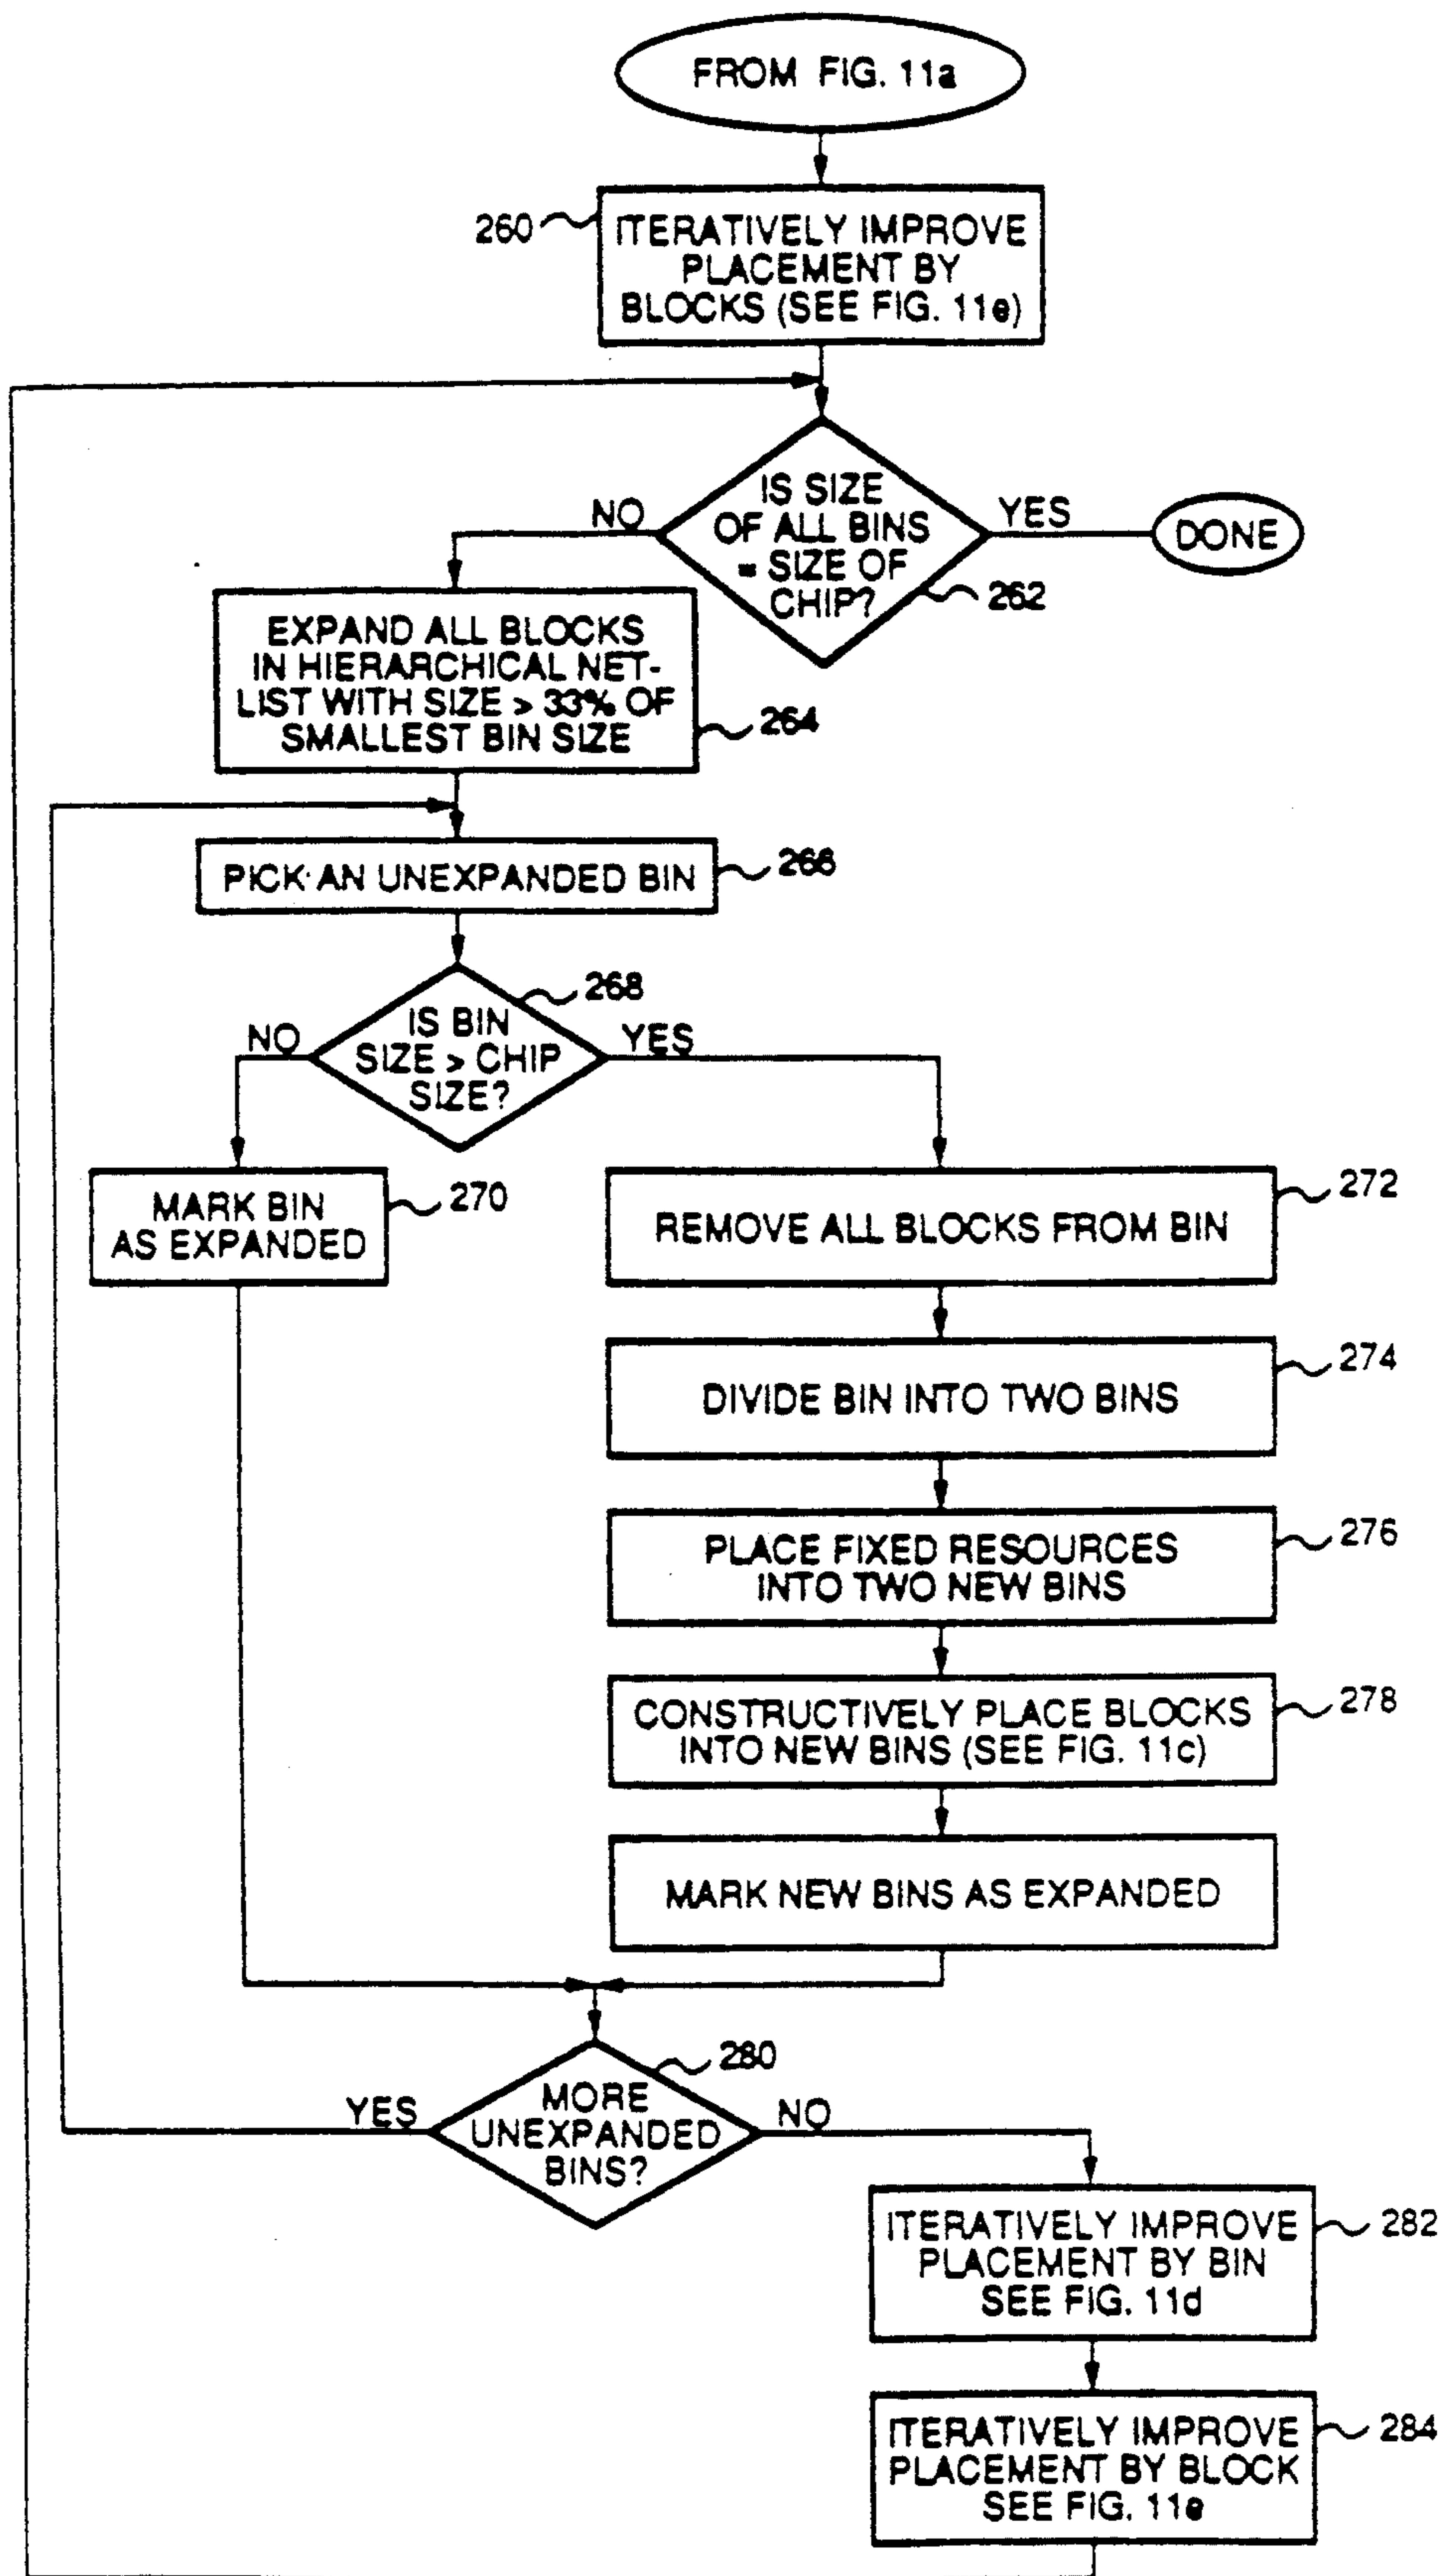 FROM FIG. 11a
260
ITERATIVELY IMPROVE
PLACEMENT BY
BLOCKS (SEE FIG. 11e)
IS SIZE
OF ALL BINS
= SIZE OF
CHIP?
NO
YES
DONE
262
EXPAND ALL BLOCKS
IN HIERARCHICAL NET-
LIST WITH SIZE > 33% OF
SMALLEST BIN SIZE
264
PICK AN UNEXPANDED BIN
266
268
IS BIN
SIZE > CHIP
SIZE?
NO
YES
MARK BIN
AS EXPANDED
270
REMOVE ALL BLOCKS FROM BIN
272
DIVIDE BIN INTO TWO BINS
274
PLACE FIXED RESOURCES
INTO TWO NEW BINS
276
CONSTRUCTIVELY PLACE BLOCKS
INTO NEW BINS (SEE FIG. 11c)
278
MARK NEW BINS AS EXPANDED
280
MORE
UNEXPANDED
BINS?
YES
NO
ITERATIVELY IMPROVE
PLACEMENT BY BIN
SEE FIG. 11d
282
ITERATIVELY IMPROVE
PLACEMENT BY BLOCK
SEE FIG. 11e
284